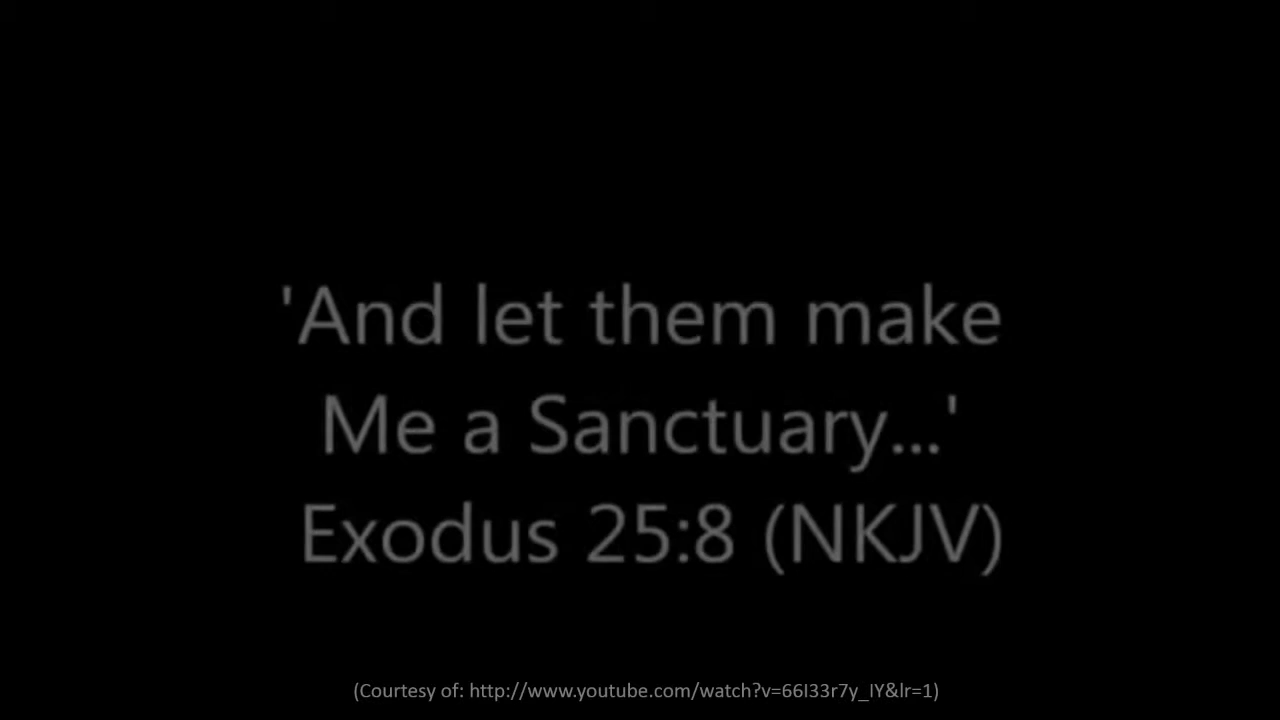 'And let them make
Me a Sanctuary...'
Exodus 25:8 (NKJV)
(Courtesy of: http://www.youtube.com/watch?v=66I33r7y_IY&lr=1)